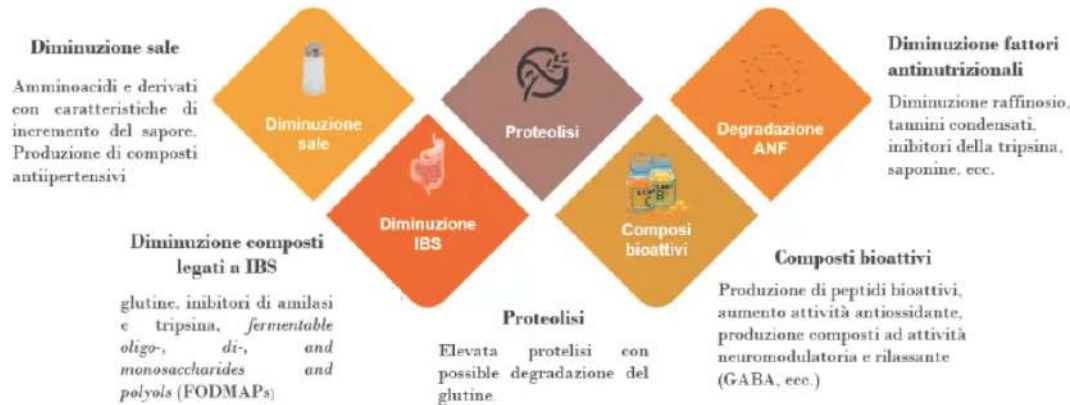 Diminuzione sale
Amminoacidi e derivati
con caratteristiche di
incremento del sapore.
Produzione di composti
antiipertensivi
Diminuzione
sale
Proteolisi
Degradazione
ANF
Diminuzione fattori
antinutrizionali
Diminuzione raffinosio,
tannini condensati,
inibitori della tripsina,
saponine, ecc.
Diminuzione
IBS
Composi
bioattivi
Diminuzione composti
legati a IBS
glutine, inibitori di amilasi
e tripsina, fermentable
oligo-, di-, and
monosaccharides and
polyols (FODMAPs)
Proteolisi
Elevata protelisi con
possibile degradazione del
glutine.
Composti bioattivi
Produzione di peptidi bioattivi,
aumento attività antiossidante,
produzione composti ad attività
neuromodulatoria e rilassante
(GABA, ecc.)
C
B